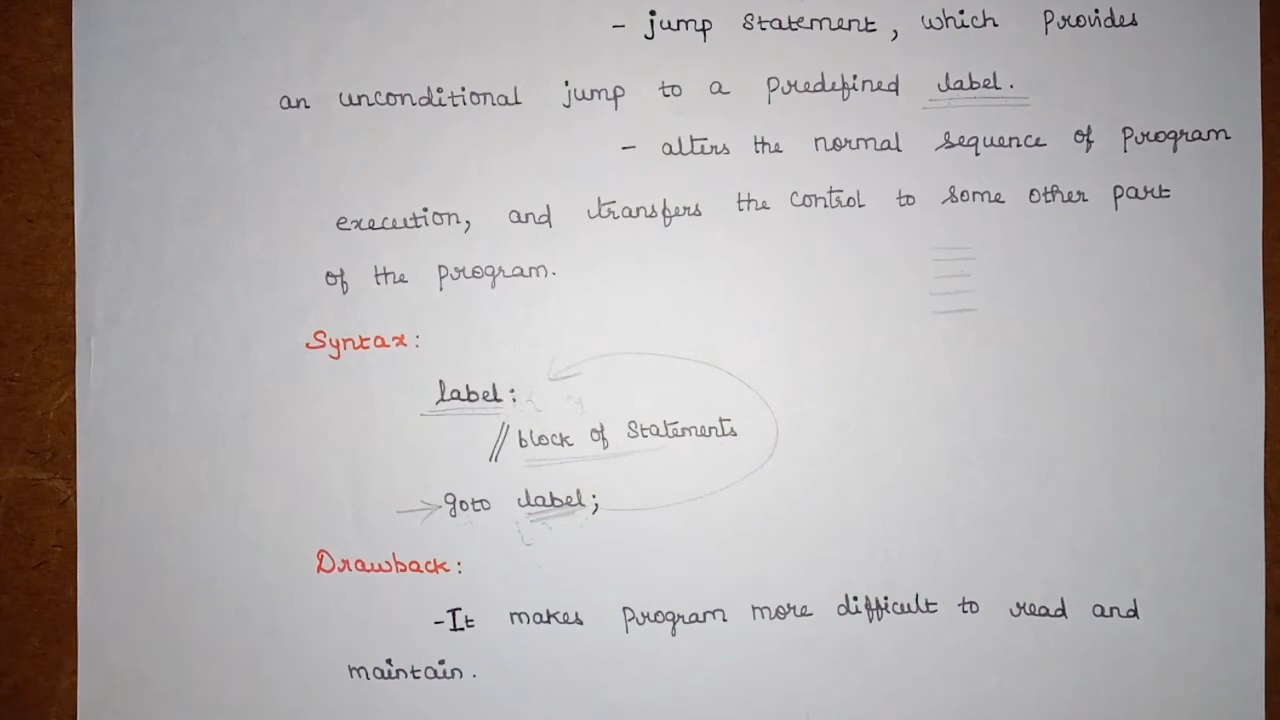 - jump statement, which provides
an unconditional jump to a predefined label.
- alters the normal sequence of program
execution, and transfers the control to some other part
of the program.
Syntax:
label:
// block of statements
goto label;
Drawback:
-It makes program more difficult to read and
maintain.